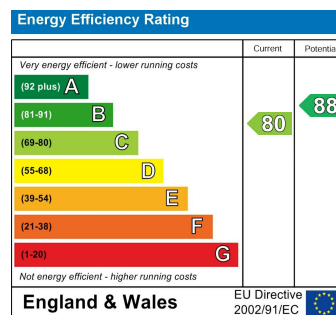 Energy Efficiency Rating
Current Potentia
Very energy efficient - lower running costs
(92 plus) A
(81-91) B
(69-80) C
(55-68) D
(39-54) E
(21-38) F
(1-20) G
80
88
Not energy efficient - higher running costs
England & Wales
EU Directive
2002/91/EC